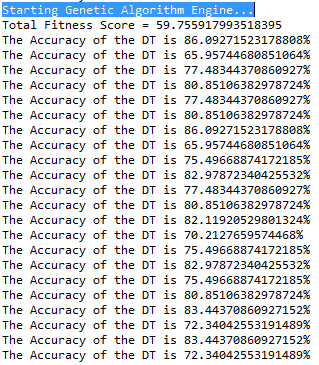 Starting Genetic Algorithm Engine...
Total Fitness Score = 59.755917993518395
The Accuracy of the DT is 86.09271523178808%
The Accuracy of the DT is 65.95744680851064%
The Accuracy of the DT is 77.48344370860927%
The Accuracy of the DT is 80.85106382978724%
The Accuracy of the DT is 77.48344370860927%
The Accuracy of the DT is 80.85106382978724%
The Accuracy of the DT is 86.09271523178808%
The Accuracy of the DT is 65.95744680851064%
The Accuracy of the DT is 75.49668874172185%
The Accuracy of the DT is 82.97872340425532%
The Accuracy of the DT is 77.48344370860927%
The Accuracy of the DT is 80.85106382978724%
The Accuracy of the DT is 82.11920529801324%
The Accuracy of the DT is 70.2127659574468%
The Accuracy of the DT is 75.49668874172185%
The Accuracy of the DT is 82.97872340425532%
The Accuracy of the DT is 75.49668874172185%
The Accuracy of the DT is 80.85106382978724%
The Accuracy of the DT is 83.44370860927152%
The Accuracy of the DT is 72.34042553191489%
The Accuracy of the DT is 83.44370860927152%
The Accuracy of the DT is 72.34042553191489%